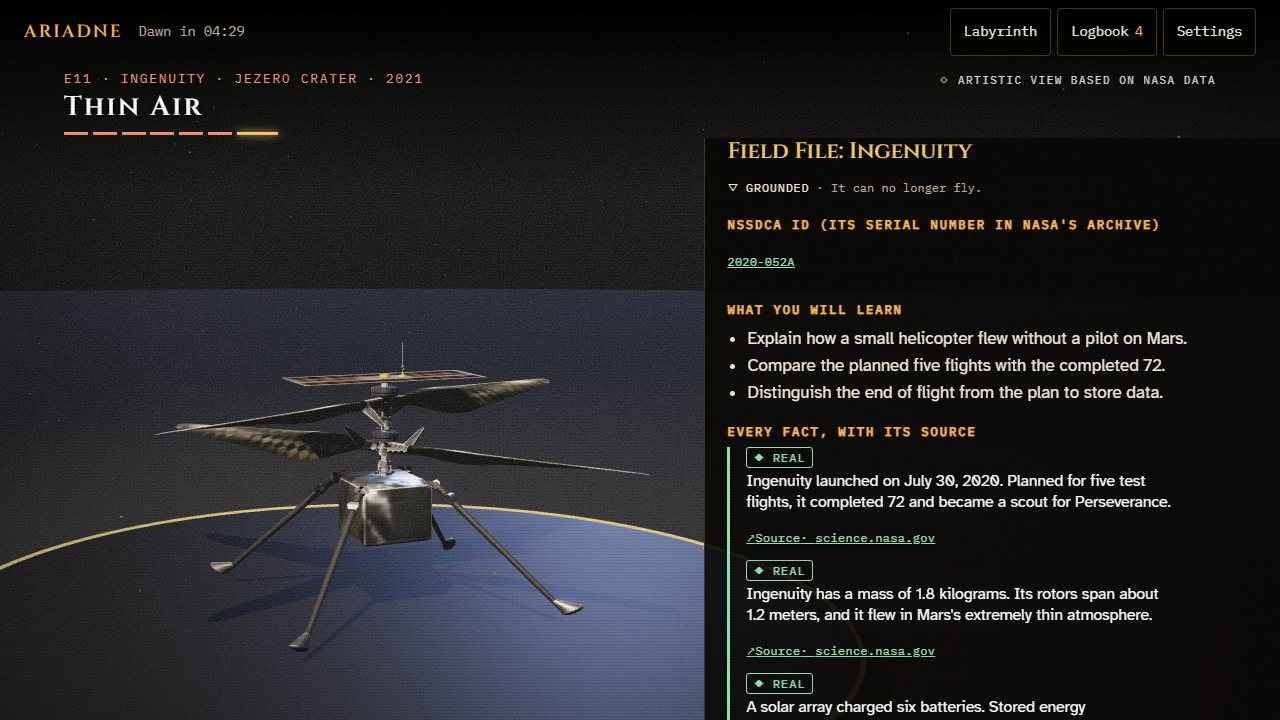 ARIADNE
Dawn in 04:29
Labyrinth
Logbook 4
Settings
E11 · INGENUITY · JEZERO CRATER · 2021
Thin Air
◇ ARTISTIC VIEW BASED ON NASA DATA
Field File: Ingenuity
▽ GROUNDED · It can no longer fly.
NSSDCA ID (ITS SERIAL NUMBER IN NASA'S ARCHIVE)
2020-052A
WHAT YOU WILL LEARN
• Explain how a small helicopter flew without a pilot on Mars.
• Compare the planned five flights with the completed 72.
• Distinguish the end of flight from the plan to store data.
EVERY FACT, WITH ITS SOURCE
◆ REAL
Ingenuity launched on July 30, 2020. Planned for five test
flights, it completed 72 and became a scout for Perseverance.
↗Source· science.nasa.gov
◆ REAL
Ingenuity has a mass of 1.8 kilograms. Its rotors span about
1.2 meters, and it flew in Mars's extremely thin atmosphere.
↗Source· science.nasa.gov
◆ REAL
A solar array charged six batteries. Stored energy